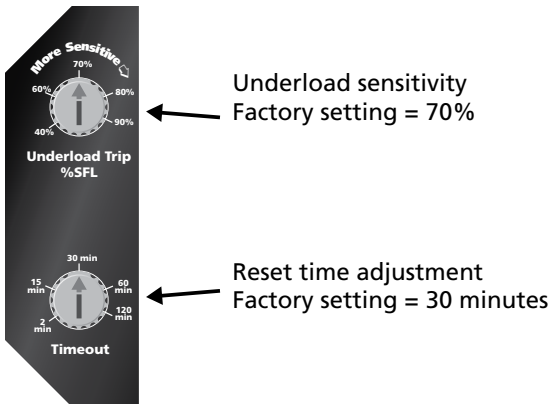 More Sensitive
70%
60%
80%
40%
90%
Underload Trip
%SFL
Underload sensitivity
Factory setting = 70%
30 min
15
min
60
min
2
min
120
min
Timeout
Reset time adjustment
Factory setting = 30 minutes